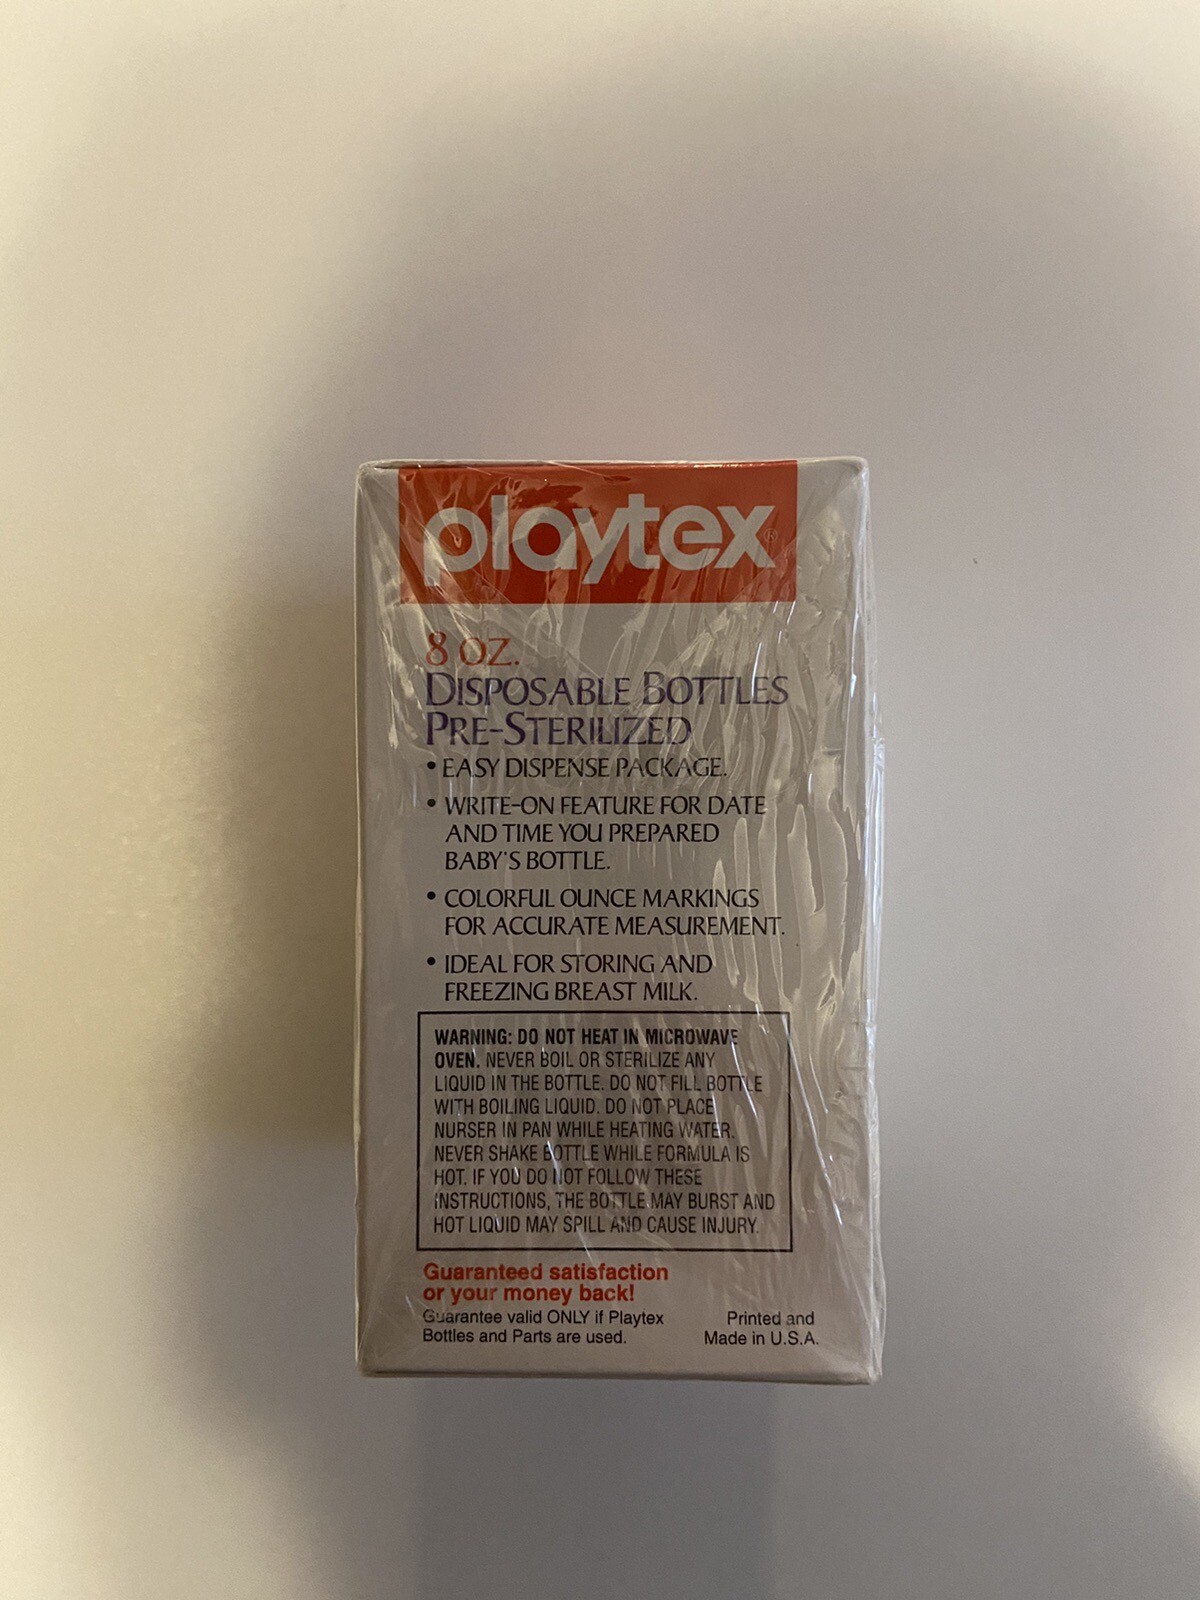 playtex®
8 OZ.
DISPOSABLE BOTTLES
PRE-STERILIZED
• EASY DISPENSE PACKAGE.
• WRITE-ON FEATURE FOR DATE
AND TIME YOU PREPARED
BABY'S BOTTLE.
• COLORFUL OUNCE MARKINGS
FOR ACCURATE MEASUREMENT.
• IDEAL FOR STORING AND
FREEZING BREAST MILK.
WARNING: DO NOT HEAT IN MICROWAVE
OVEN. NEVER BOIL OR STERILIZE ANY
LIQUID IN THE BOTTLE. DO NOT FILL BOTTLE
WITH BOILING LIQUID. DO NOT PLACE
NURSER IN PAN WHILE HEATING WATER.
NEVER SHAKE BOTTLE WHILE FORMULA IS
HOT. IF YOU DO NOT FOLLOW THESE
INSTRUCTIONS, THE BOTTLE MAY BURST AND
HOT LIQUID MAY SPILL AND CAUSE INJURY.
Guaranteed satisfaction
or your money back!
Guarantee valid ONLY if Playtex
Bottles and Parts are used.
Printed and
Made in U.S.A.